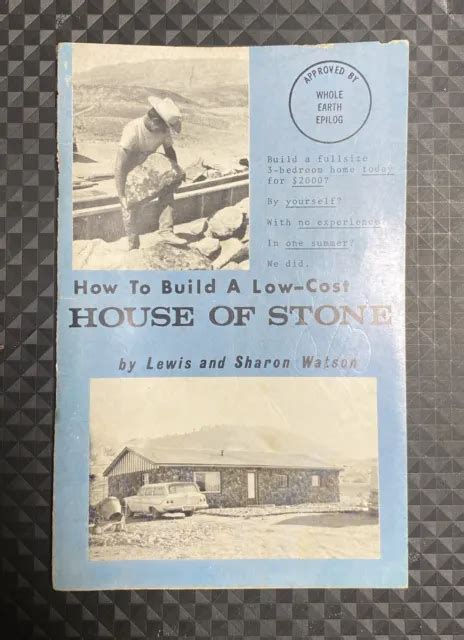 APPROVED BY
WHOLE
EARTH
EPILOG
Build a fullsize
3-bedroom home today
for $2000?
By yourself?
With no experience?
In one summer?
We did.
How To Build A Low-Cost
HOUSE OF STONE
by Lewis and Sharon Watson